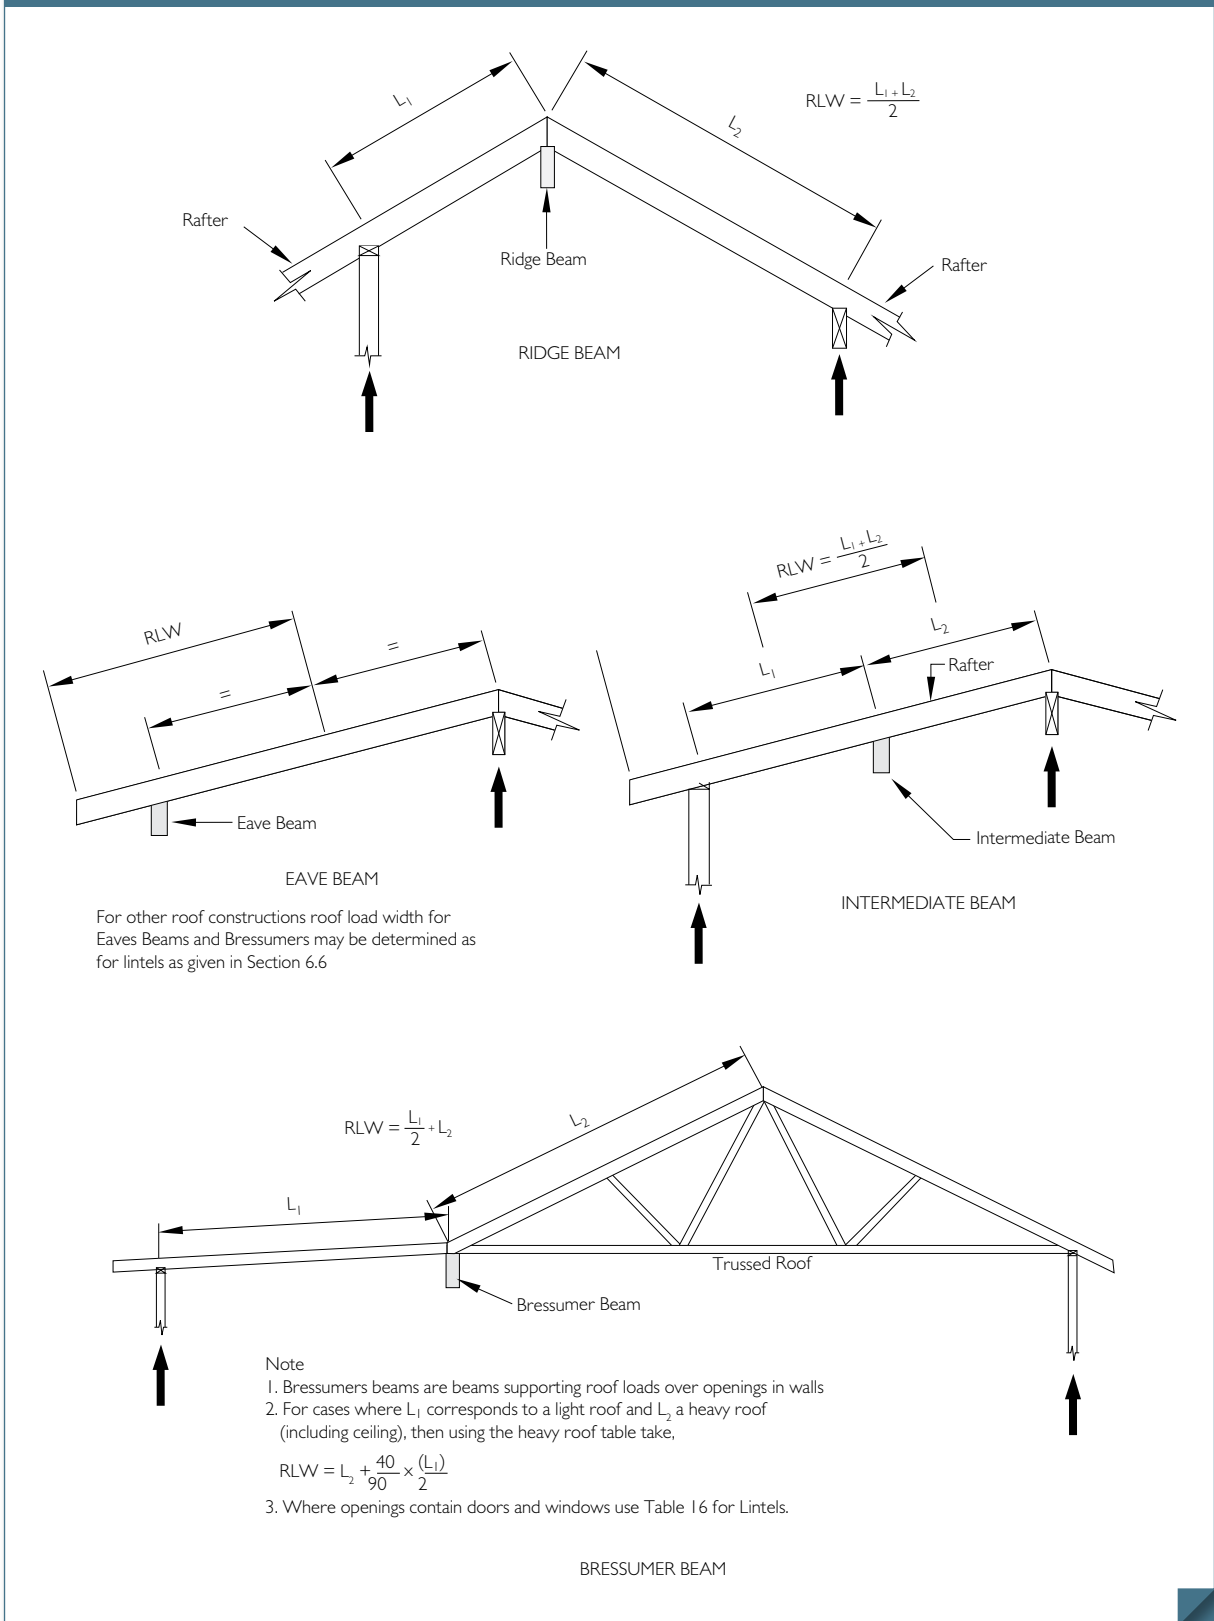 L₁
L₂
RLW = (L₁ + L₂)/2
Rafter
Ridge Beam
Rafter
RIDGE BEAM
RLW
=
=
Eave Beam
EAVE BEAM
For other roof constructions roof load width for
Eaves Beams and Bressumers may be determined as
for lintels as given in Section 6.6
RLW = (L₁ + L₂)/2
L₁
L₂
Rafter
Intermediate Beam
INTERMEDIATE BEAM
RLW = L₁/2 + L₂
L₂
L₁
Trussed Roof
Bressumer Beam
Note
1. Bressumers beams are beams supporting roof loads over openings in walls
2. For cases where L₁ corresponds to a light roof and L₂ a heavy roof
(including ceiling), then using the heavy roof table take,
RLW = L₂ + 40/90 x (L₁)/2
3. Where openings contain doors and windows use Table 16 for Lintels.
BRESSUMER BEAM